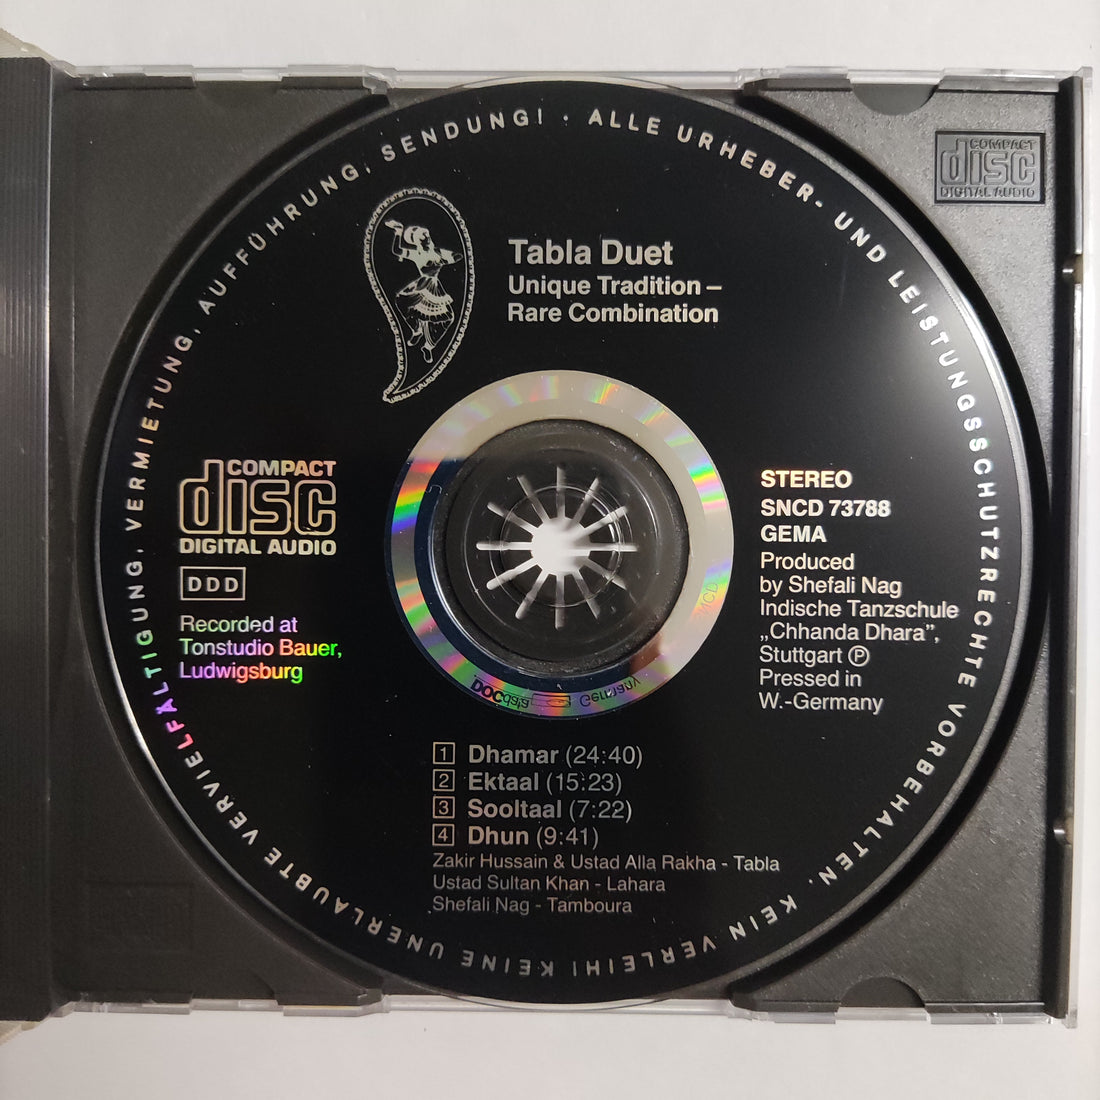 ALLE URHEBER- UND LEISTUNGSSCHUTZRECHTE VORBEHALTEN. KEIN VERLEIH! KEINE UNERLAUBTE VERVIELFÄLTIGUNG, VERMIETUNG, AUFFÜHRUNG, SENDUNG! ·
COMPACT
disc
DIGITAL AUDIO
Tabla Duet
Unique Tradition –
Rare Combination
COMPACT
disc
DIGITAL AUDIO
DDD
Recorded at
Tonstudio Bauer,
Ludwigsburg
STEREO
SNCD 73788
GEMA
Produced
by Shefali Nag
Indische Tanzschule
„Chhanda Dhara”,
Stuttgart Ⓟ
Pressed in
W.-Germany
DOCdata Germany
1 Dhamar (24:40)
2 Ektaal (15:23)
3 Sooltaal (7:22)
4 Dhun (9:41)
Zakir Hussain & Ustad Alla Rakha - Tabla
Ustad Sultan Khan - Lahara
Shefali Nag - Tamboura